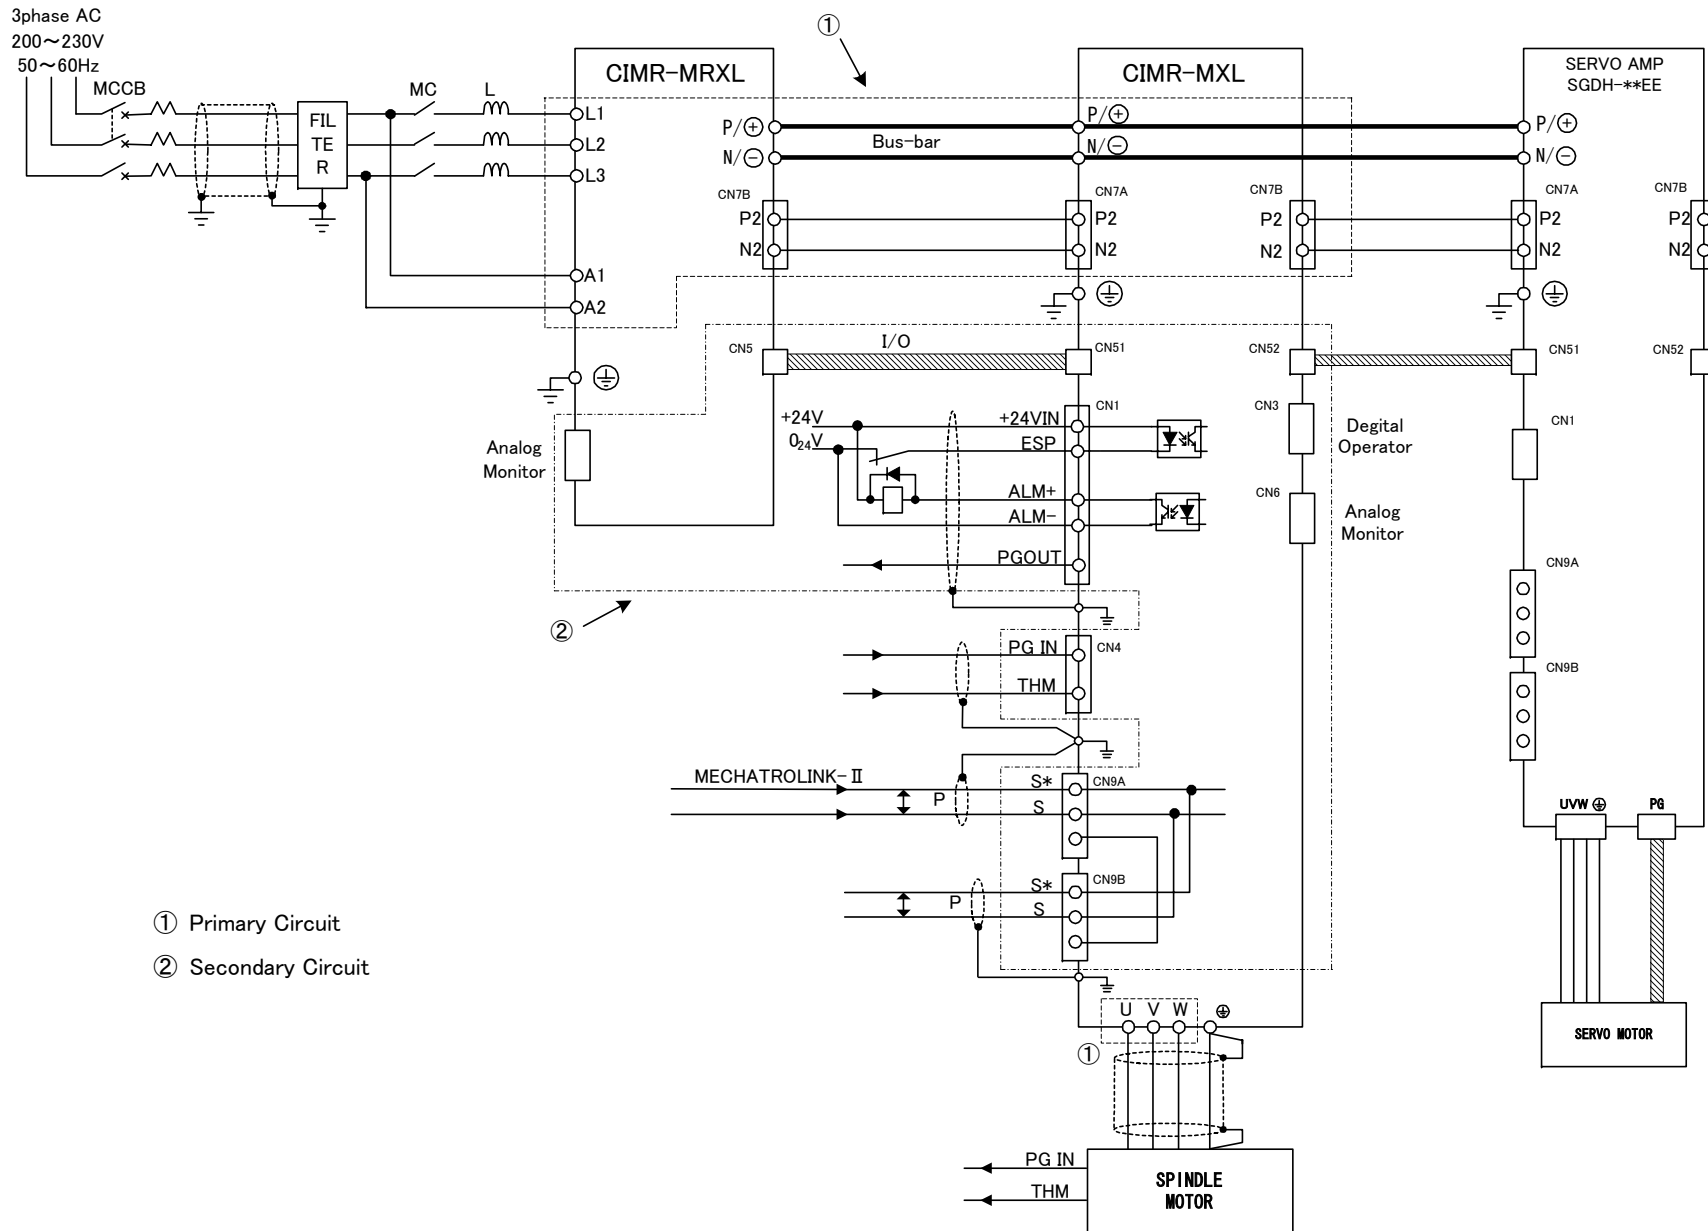 3phase AC
200～230V
50～60Hz
MCCB
MC
L
FIL
TE
R
①
CIMR-MRXL
L1
L2
L3
A1
A2
P/⊕
N/⊖
CN7B
P2
N2
Bus-bar
CIMR-MXL
P/⊕
N/⊖
CN7A
P2
N2
CN7B
P2
N2
SERVO AMP
SGDH-**EE
P/⊕
N/⊖
CN7A
P2
N2
CN7B
P2
N2
CN5
I/O
CN51
CN52
CN51
CN52
Analog
Monitor
+24V
0₂₄V
+24VIN
ESP
ALM+
ALM-
PGOUT
CN1
CN3
Degital
Operator
CN6
Analog
Monitor
CN1
CN9A
CN9B
②
PG IN
THM
CN4
MECHATROLINK-Ⅱ
P
S*
S
CN9A
P
S*
S
CN9B
UVW
PG
SERVO MOTOR
① Primary Circuit
② Secondary Circuit
U V W
①
PG IN
THM
SPINDLE
MOTOR